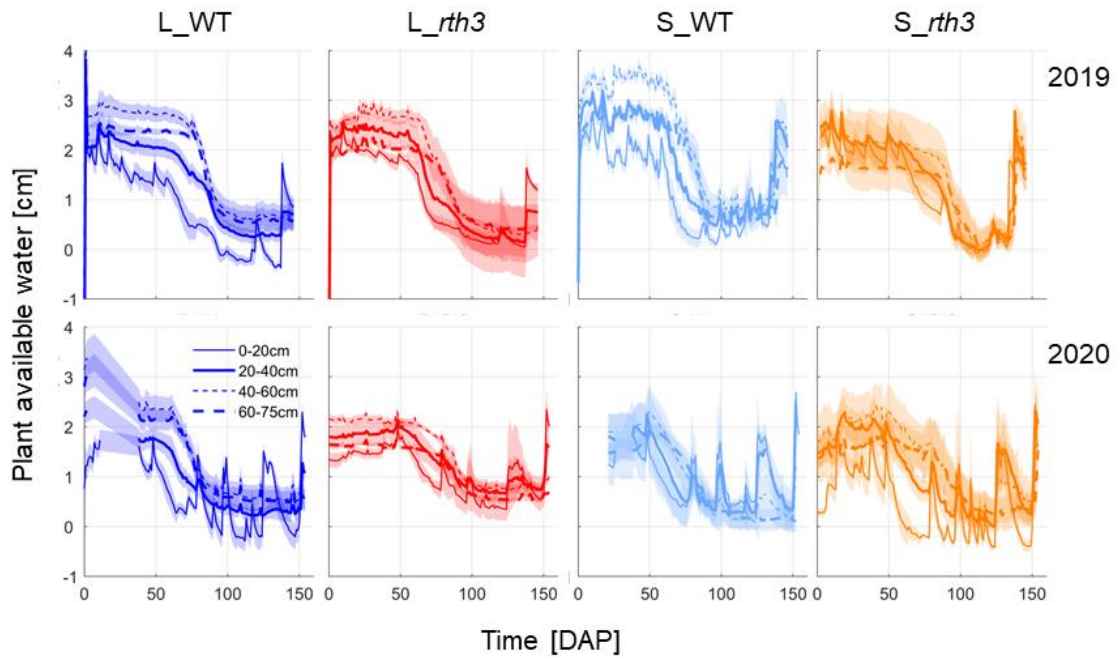 L_WT L_rth3 S_WT S_rth3
2019
4
3
2
1
0
-1
2020
4
3
2
1
0
-1
0-20cm
20-40cm
40-60cm
60-75cm
0 50 100 150 0 50 100 150 0 50 100 150 0 50 100 150
Plant available water [cm]
Time [DAP]